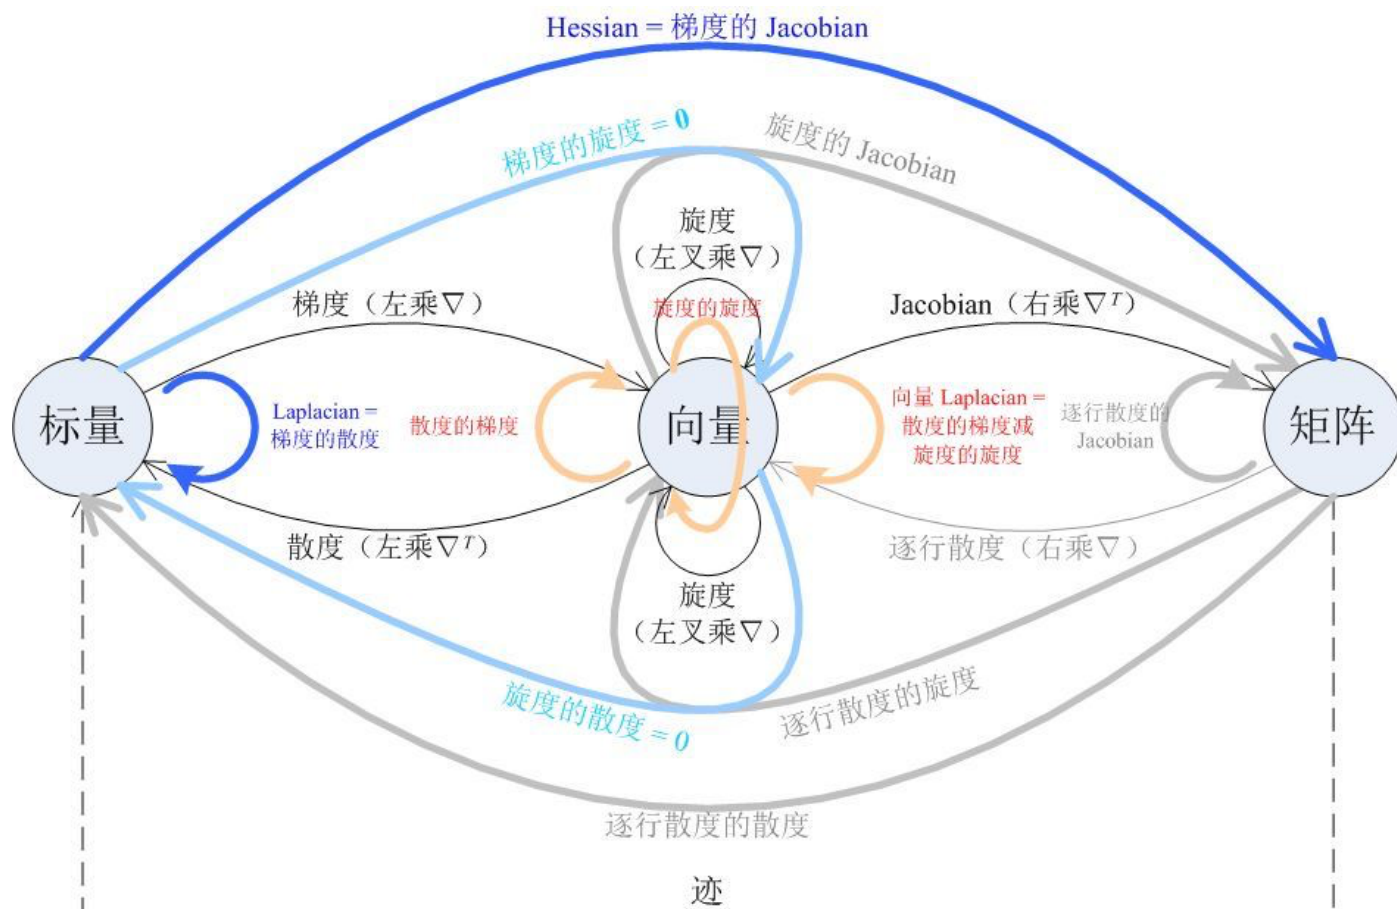 Hessian = 梯度的 Jacobian
梯度的旋度 = 0
旋度的 Jacobian
旋度
（左叉乘∇）
旋度的旋度
梯度（左乘∇）
Jacobian（右乘∇ᵀ）
标量
Laplacian =
梯度的散度
散度的梯度
向量
向量 Laplacian =
散度的梯度减
旋度的旋度
逐行散度的
Jacobian
矩阵
散度（左乘∇ᵀ）
逐行散度（右乘∇）
旋度
（左叉乘∇）
旋度的散度 = 0
逐行散度的旋度
逐行散度的散度
迹